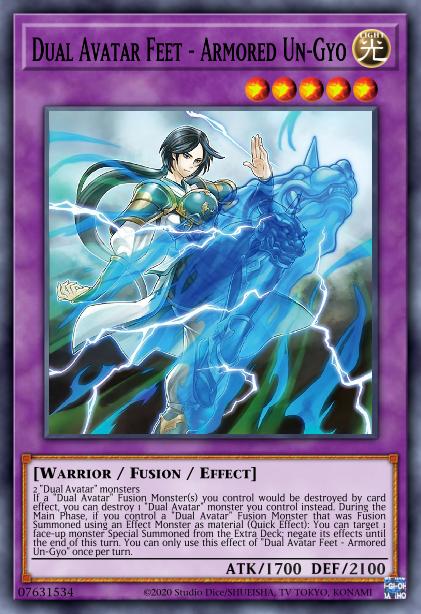 DUAL AVATAR FEET - ARMORED UN-GYO
LIGHT
光
[WARRIOR / FUSION / EFFECT]
2 "Dual Avatar" monsters
If a "Dual Avatar" Fusion Monster(s) you control would be destroyed by card
effect, you can destroy 1 "Dual Avatar" monster you control instead. During the
Main Phase, if you control a "Dual Avatar" Fusion Monster that was Fusion
Summoned using an Effect Monster as material (Quick Effect): You can target 1
face-up monster Special Summoned from the Extra Deck; negate its effects until
the end of this turn. You can only use this effect of "Dual Avatar Feet - Armored
Un-Gyo" once per turn.
ATK/1700 DEF/2100
07631534
©2020 Studio Dice/SHUEISHA, TV TOKYO, KONAMI